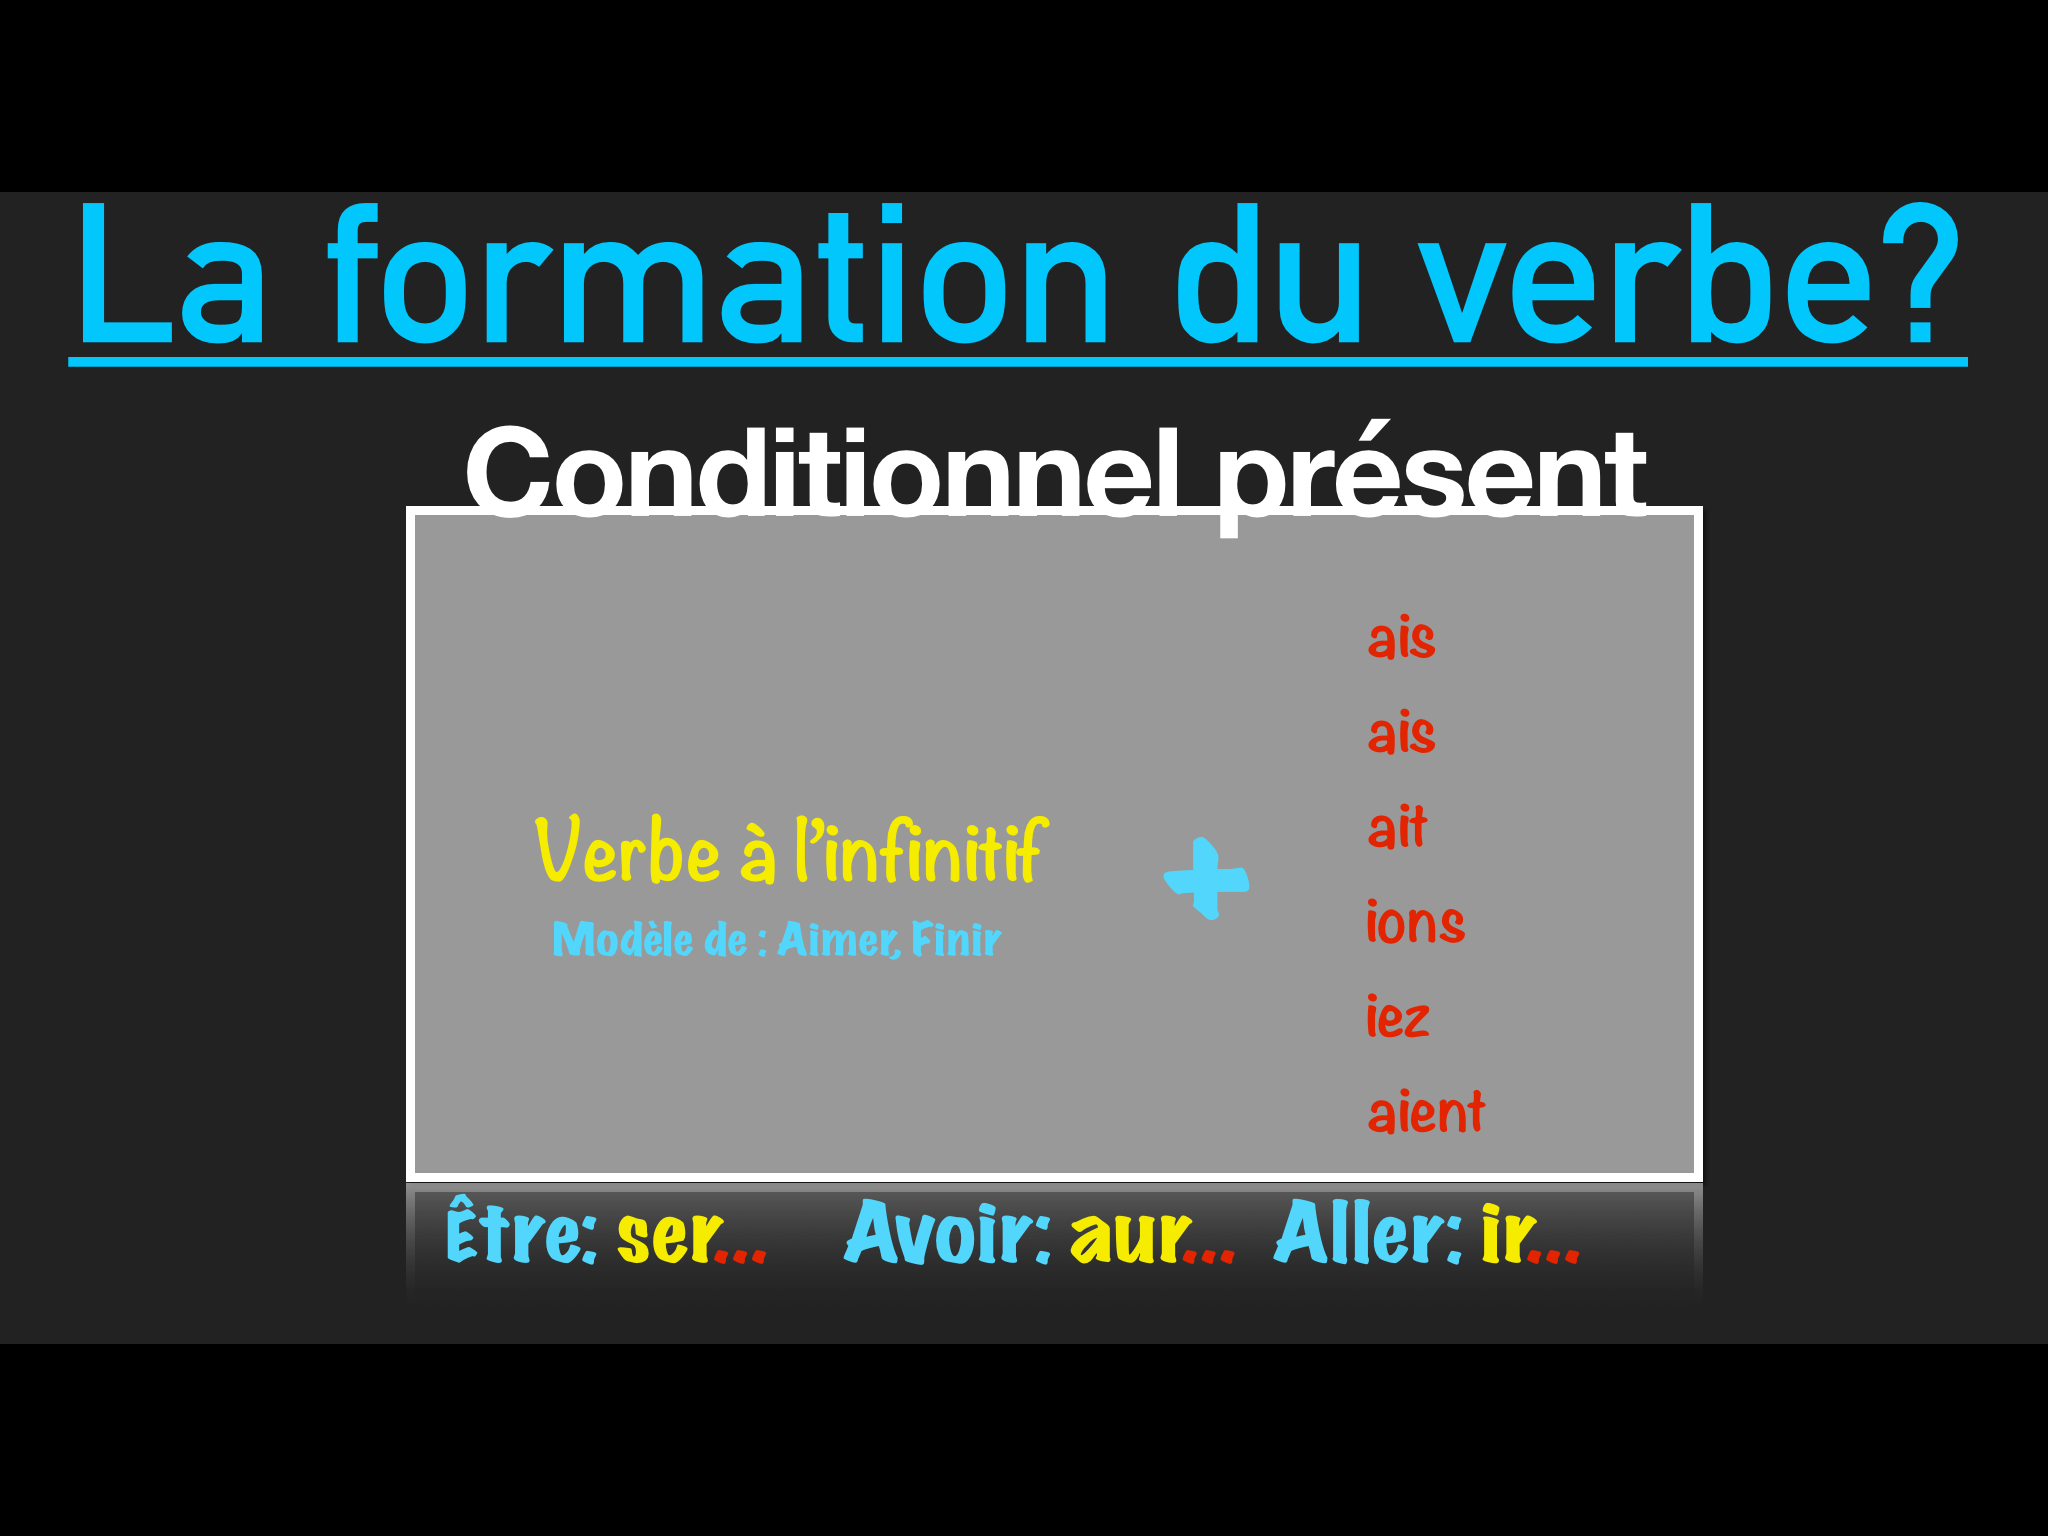 La formation du verbe?
Conditionnel présent
ais
ais
ait
Verbe à l'infinitif
+
ions
Modèle de : Aimer, Finir
iez
aient
Être: ser... Avoir: aur... Aller: ir...